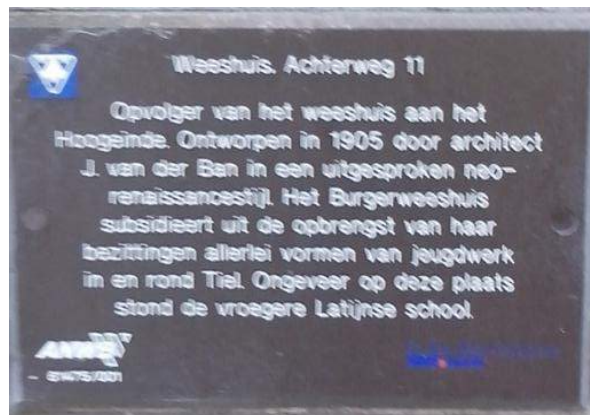 Weeshuis. Achterweg 11
Opvolger van het weeshuis aan het
Hoogeinde. Ontworpen in 1905 door architect
J. van der Ban in een uitgesproken neo-
renaissancestijl. Het Burgerweeshuis
subsidieert uit de opbrengst van haar
bezittingen allerlei vormen van jeugdwerk
in en rond Tiel. Ongeveer op deze plaats
stond de vroegere Latijnse school.
ANWB